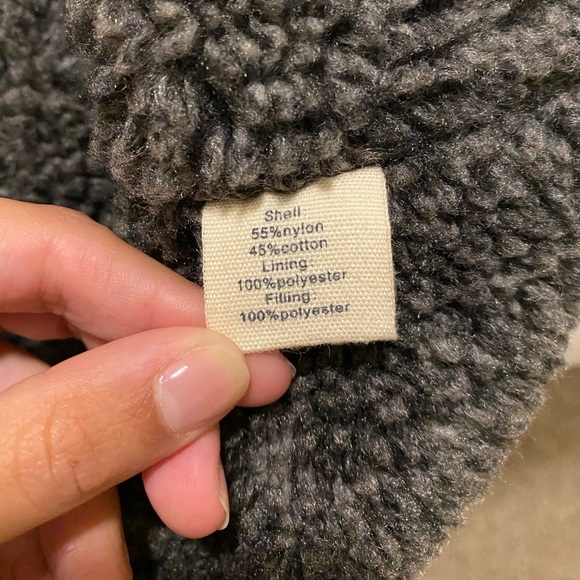 Shell
55%nylon
45%cotton
Lining:
100%polyester
Filling:
100%polyester